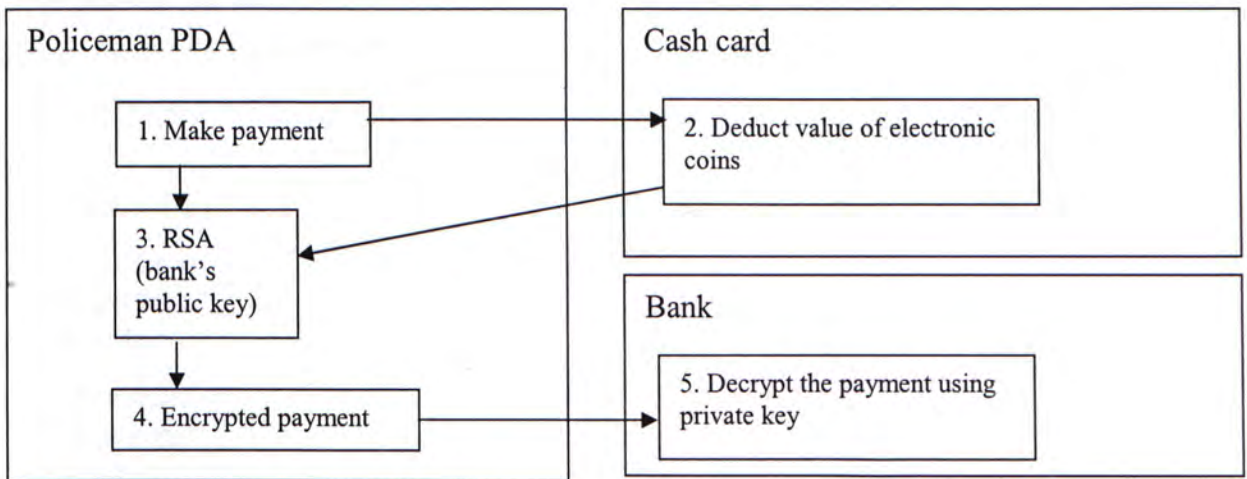 Policeman PDA
1. Make payment
3. RSA
(bank's
public key)
4. Encrypted payment
Cash card
2. Deduct value of electronic
coins
Bank
5. Decrypt the payment using
private key